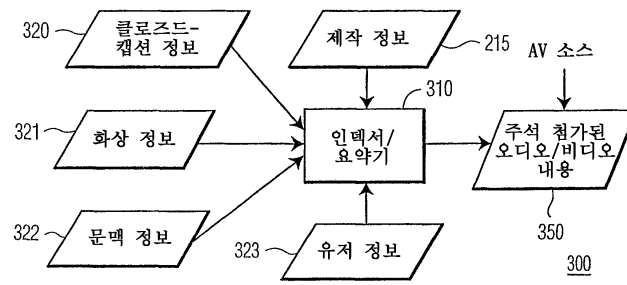 320
클로즈드-
캡션 정보
제작 정보
215
AV 소스
310
321
화상 정보
인덱서/
요약기
주석 첨가된
오디오/비디오
내용
350
322
문맥 정보
323
유저 정보
300